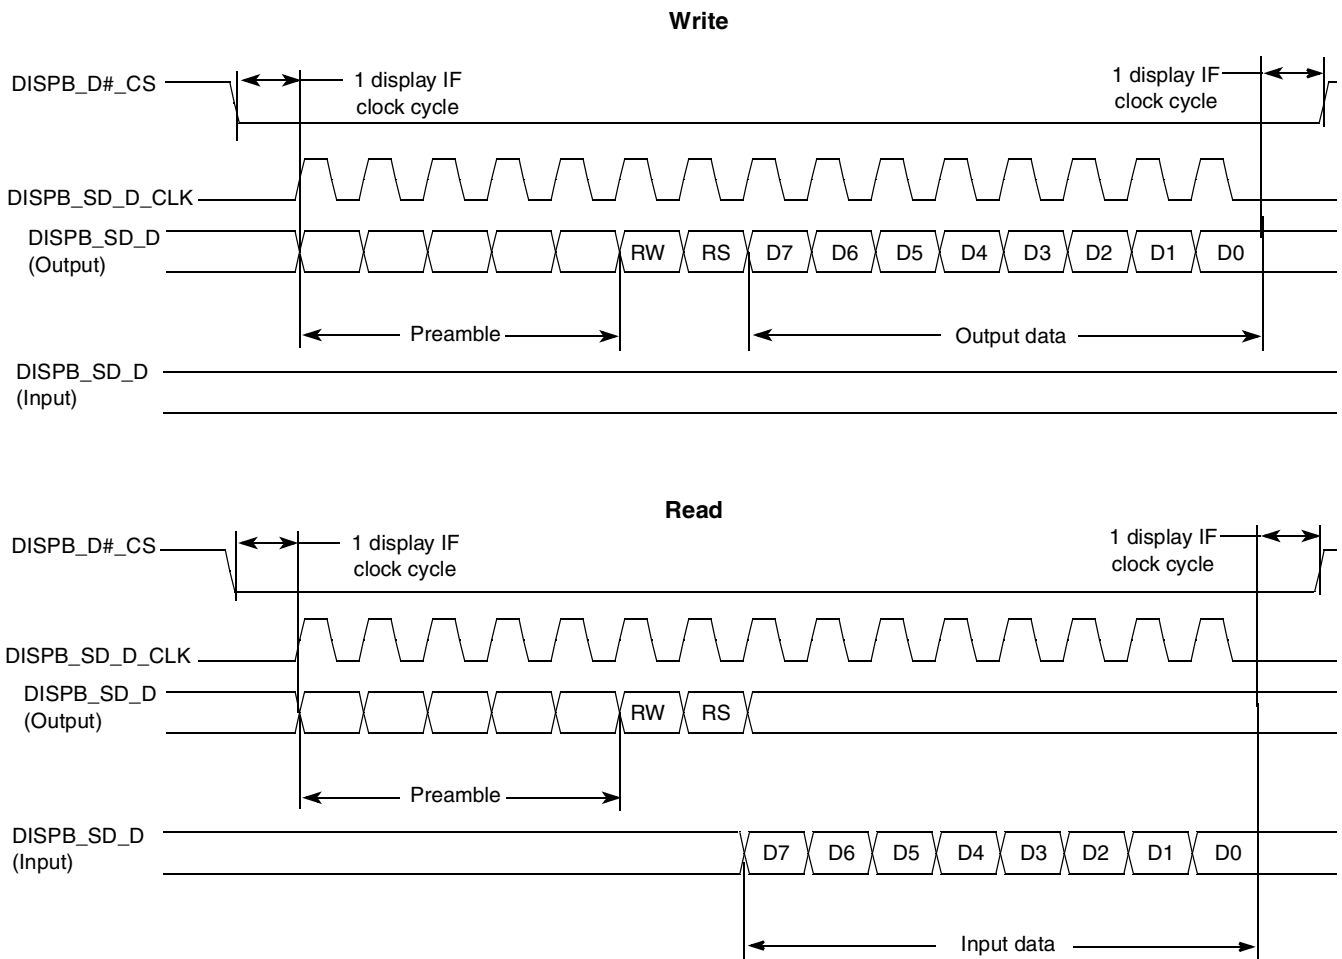 Write
DISPB_D#_CS
1 display IF
clock cycle
1 display IF
clock cycle
DISPB_SD_D_CLK
DISPB_SD_D
(Output)
RW RS D7 D6 D5 D4 D3 D2 D1 D0
Preamble
Output data
DISPB_SD_D
(Input)
Read
DISPB_D#_CS
1 display IF
clock cycle
1 display IF
clock cycle
DISPB_SD_D_CLK
DISPB_SD_D
(Output)
RW RS
Preamble
DISPB_SD_D
(Input)
D7 D6 D5 D4 D3 D2 D1 D0
Input data